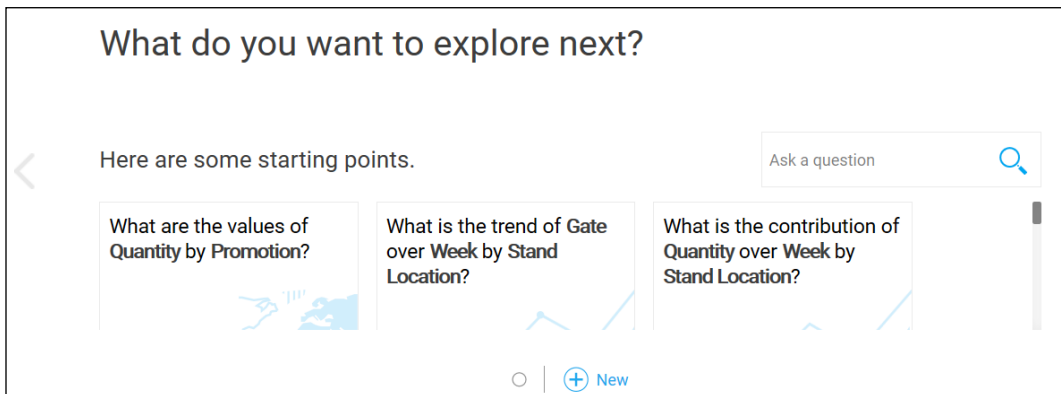 What do you want to explore next?
Here are some starting points.
Ask a question
What are the values of
Quantity by Promotion?
What is the trend of Gate
over Week by Stand
Location?
What is the contribution of
Quantity over Week by
Stand Location?
New